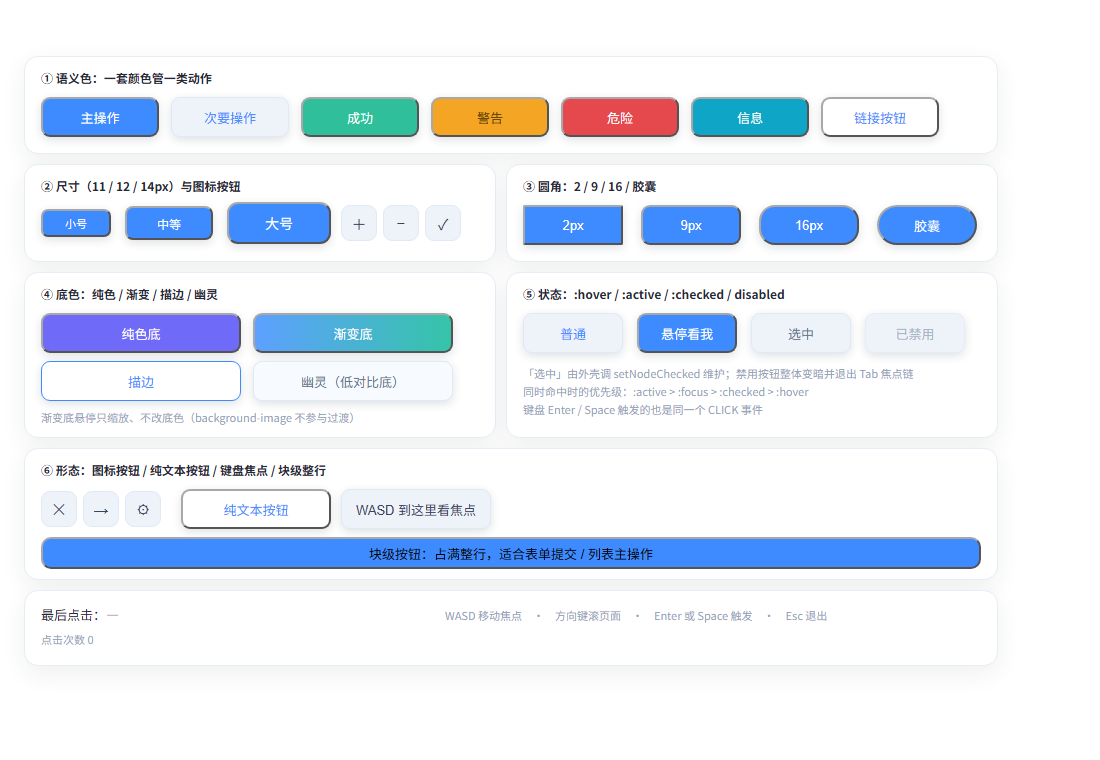 ① 语义色：一套颜色管一类动作
主操作 次要操作 成功 警告 危险 信息 链接按钮
② 尺寸（11 / 12 / 14px）与图标按钮
小号 中等 大号 + − ✓
③ 圆角：2 / 9 / 16 / 胶囊
2px 9px 16px 胶囊
④ 底色：纯色 / 渐变 / 描边 / 幽灵
纯色底 渐变底
描边 幽灵（低对比底）
渐变底悬停只缩放、不改底色（background-image 不参与过渡）
⑤ 状态：:hover / :active / :checked / disabled
普通 悬停看我 选中 已禁用
「选中」由外壳调 setNodeChecked 维护；禁用按钮整体变暗并退出 Tab 焦点链
同时命中时的优先级：:active > :focus > :checked > :hover
键盘 Enter / Space 触发的也是同一个 CLICK 事件
⑥ 形态：图标按钮 / 纯文本按钮 / 键盘焦点 / 块级整行
× → ⚙ 纯文本按钮 WASD 到这里看焦点
块级按钮：占满整行，适合表单提交 / 列表主操作
最后点击：— WASD 移动焦点 · 方向键滚页面 · Enter 或 Space 触发 · Esc 退出
点击次数 0